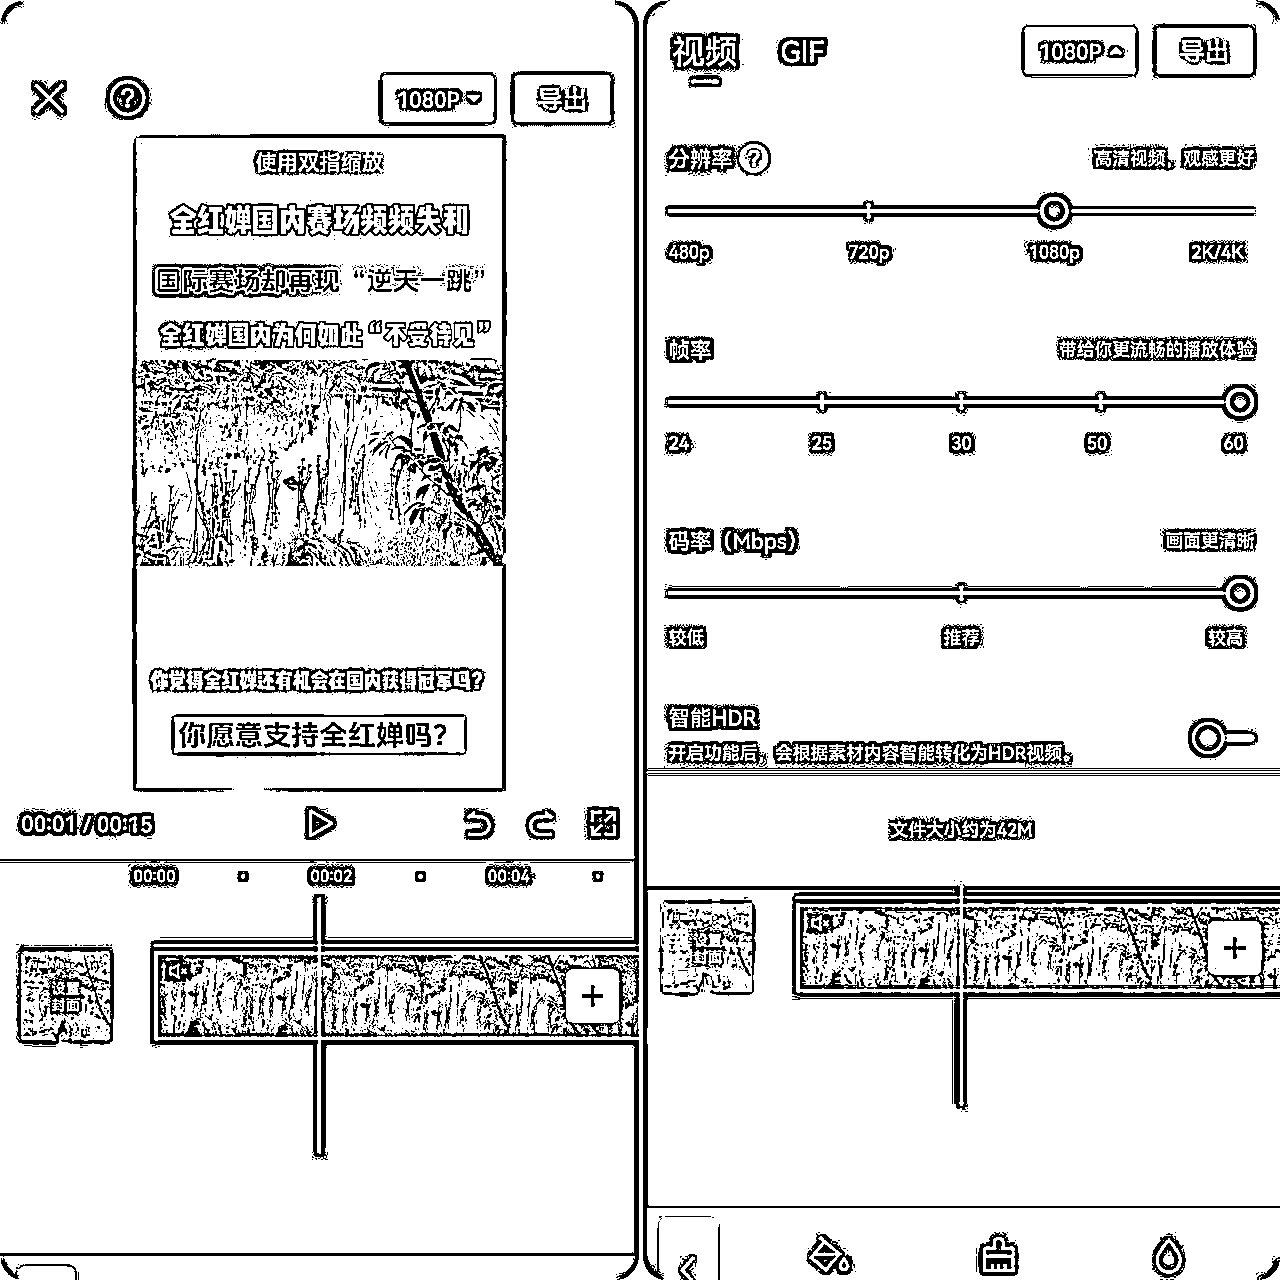 1080P
导出
使用双指缩放
全红婵国内赛场频频失利
国际赛场却再现“逆天一跳”
全红婵国内为何如此“不受待见”
你觉得全红婵还有机会在国内获得冠军吗？
你愿意支持全红婵吗？
00:01 / 00:15
00:00 00:02 00:04
封面
视频 GIF
1080P
导出
分辨率
高清视频，观感更好
480p 720p 1080p 2K/4K
帧率
带给你更流畅的播放体验
24 25 30 50 60
码率（Mbps）
画面更清晰
较低 推荐 较高
智能HDR
开启功能后，会根据素材内容智能转化为HDR视频。
文件大小约为42M
封面